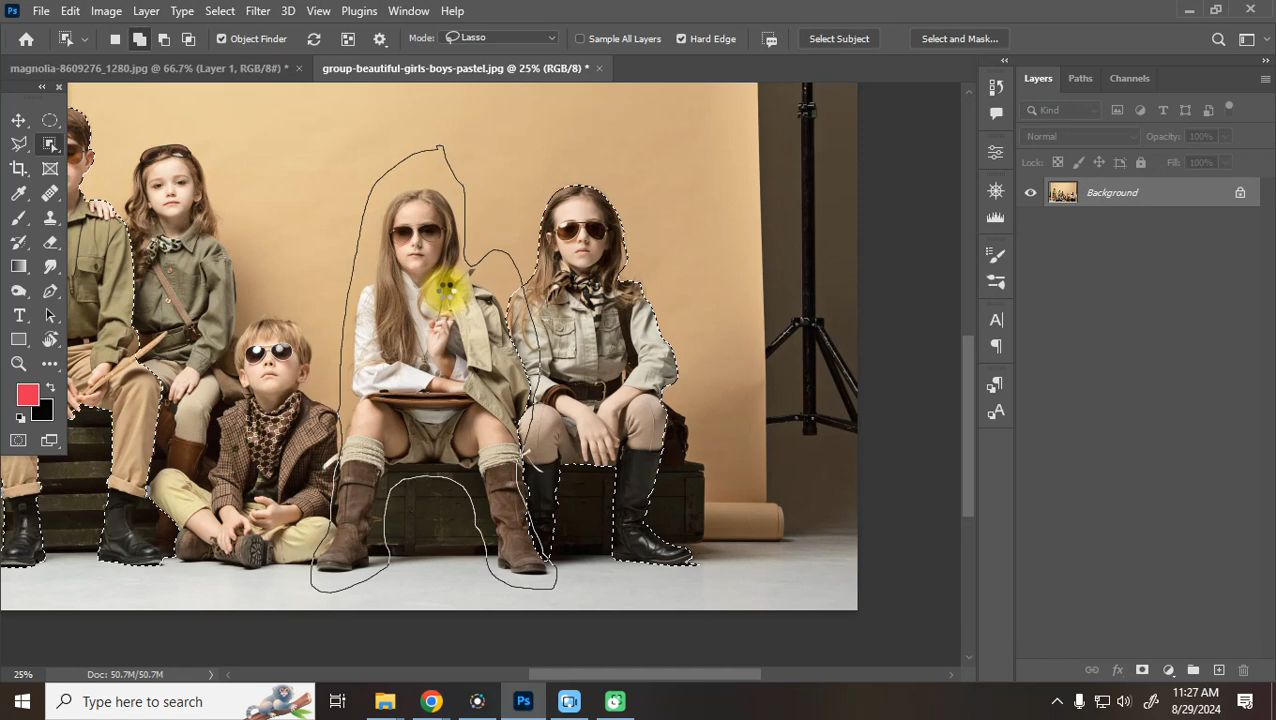 Ps File Edit Image Layer Type Select Filter 3D View Plugins Window Help
Object Finder Mode: Lasso Sample All Layers Hard Edge Select Subject Select and Mask...
magnolia-8609276_1280.jpg @ 66.7% (Layer 1, RGB/8#) * × group-beautiful-girls-boys-pastel.jpg @ 25% (RGB/8) * ×
Layers Paths Channels
Kind
Normal Opacity: 100%
Lock: Fill: 100%
Background
25% Doc: 50.7M/50.7M
Type here to search
Ps
11:27 AM
8/29/2024